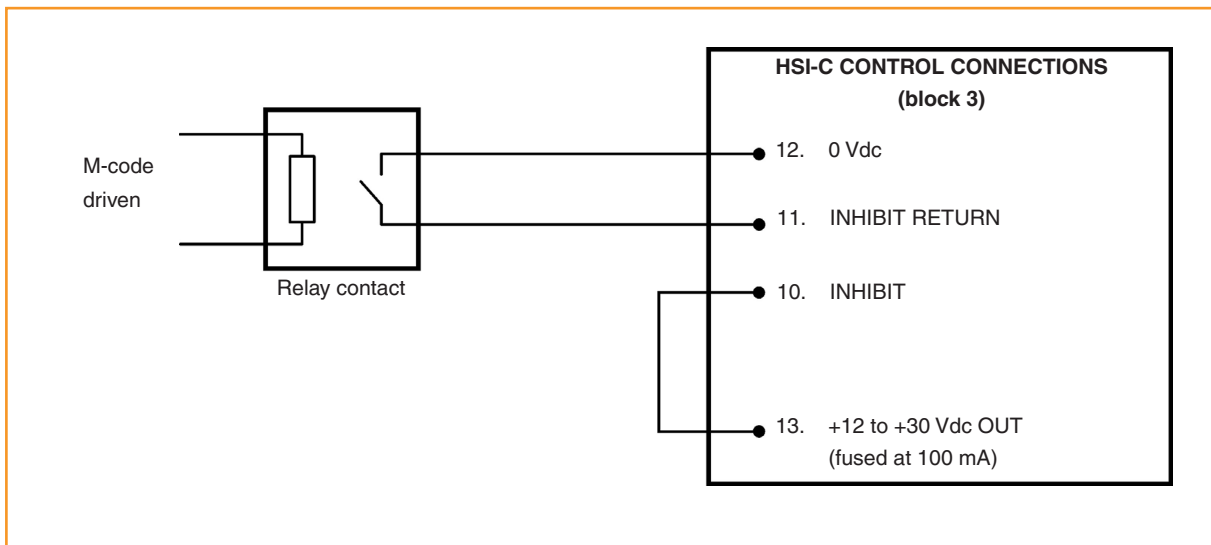 HSI-C CONTROL CONNECTIONS
(block 3)
M-code
driven
Relay contact
12. 0 Vdc
11. INHIBIT RETURN
10. INHIBIT
13. +12 to +30 Vdc OUT
(fused at 100 mA)